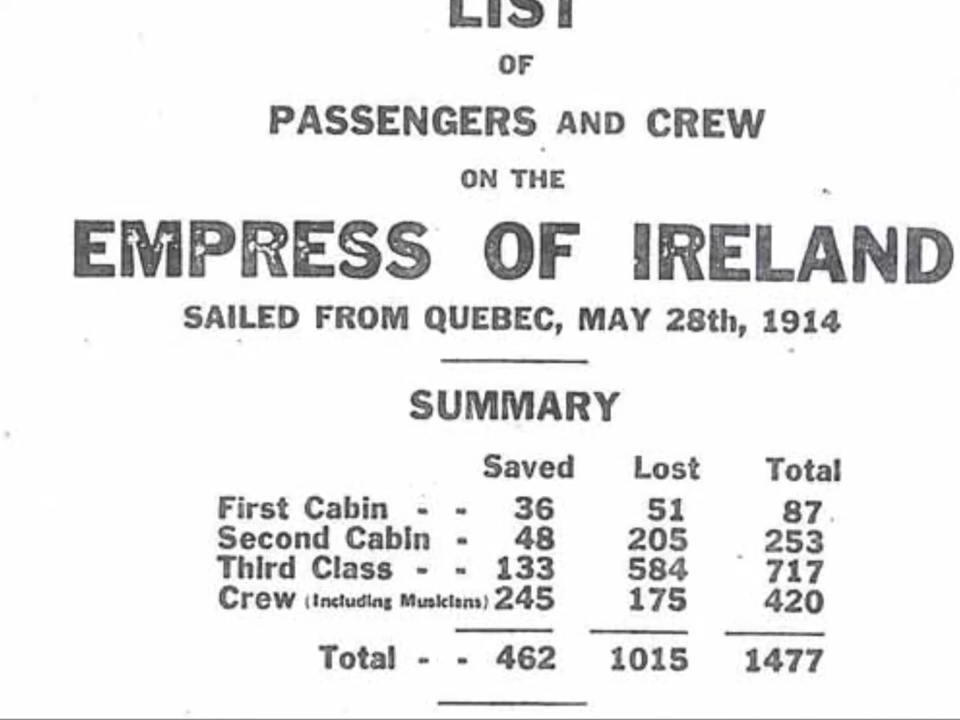 LIST
OF
PASSENGERS AND CREW
ON THE
EMPRESS OF IRELAND
SAILED FROM QUEBEC, MAY 28th, 1914
SUMMARY
Saved Lost Total
First Cabin - - 36 51 87
Second Cabin - 48 205 253
Third Class - - 133 584 717
Crew (Including Musicians) 245 175 420
Total - - 462 1015 1477